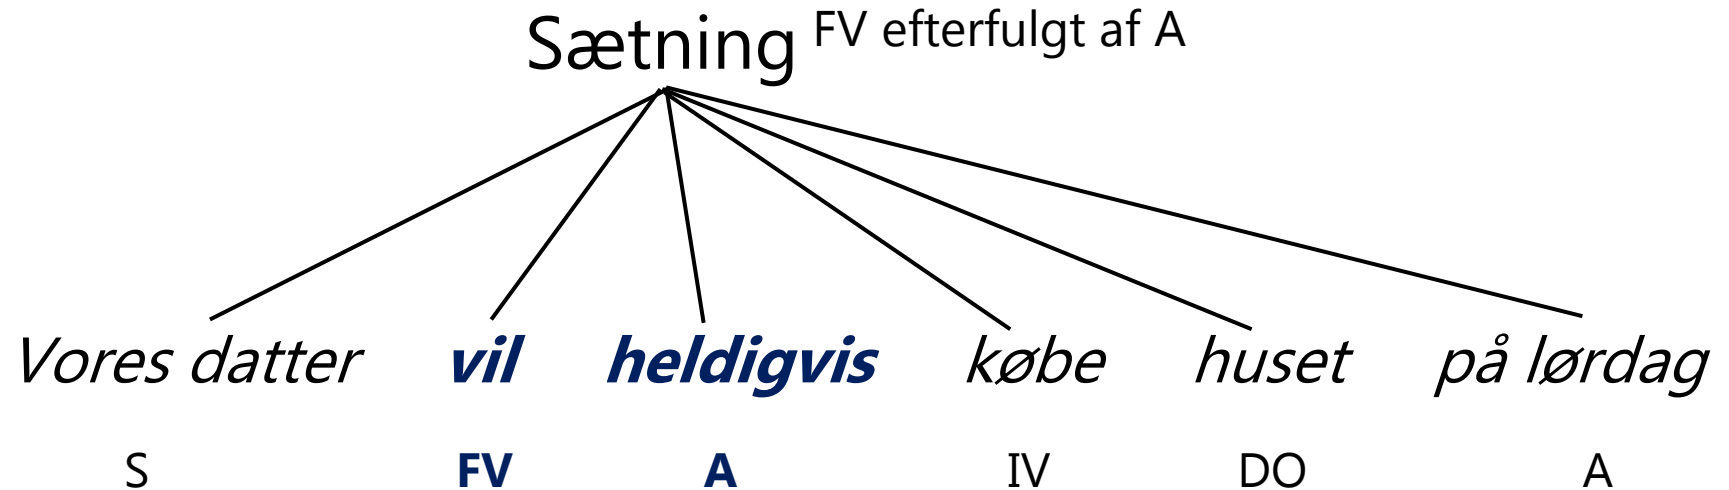 Sætning FV efterfulgt af A
Vores datter vil heldigvis købe huset på lørdag
S FV A IV DO A